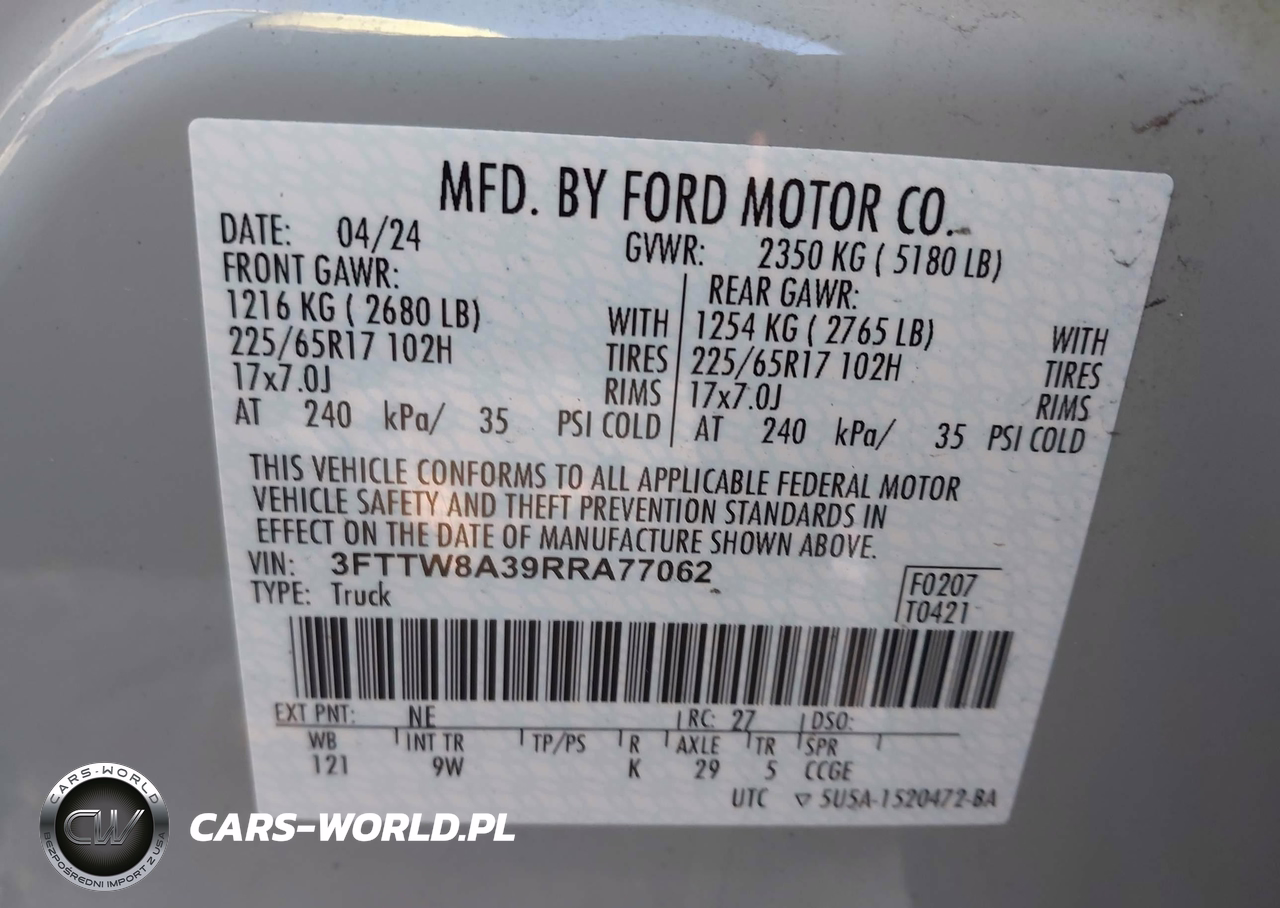 MFD. BY FORD MOTOR CO.
DATE: 04/24 GVWR: 2350 KG ( 5180 LB)
FRONT GAWR: REAR GAWR:
1216 KG ( 2680 LB) WITH 1254 KG ( 2765 LB) WITH
225/65R17 102H TIRES 225/65R17 102H TIRES
17x7.0J RIMS 17x7.0J RIMS
AT 240 kPa/ 35 PSI COLD AT 240 kPa/ 35 PSI COLD
THIS VEHICLE CONFORMS TO ALL APPLICABLE FEDERAL MOTOR
VEHICLE SAFETY AND THEFT PREVENTION STANDARDS IN
EFFECT ON THE DATE OF MANUFACTURE SHOWN ABOVE.
VIN: 3FTTW8A39RRA77062
TYPE: Truck
F0207
T0421
EXT PNT: NE RC: 27 DSO:
WB INT TR TP/PS R AXLE TR SPR
121 9W K 29 5 CCGE
UTC ▽ 5U5A-1520472-BA
CARS-WORLD
CW
BEZPOŚREDNI IMPORT Z USA
CARS-WORLD.PL